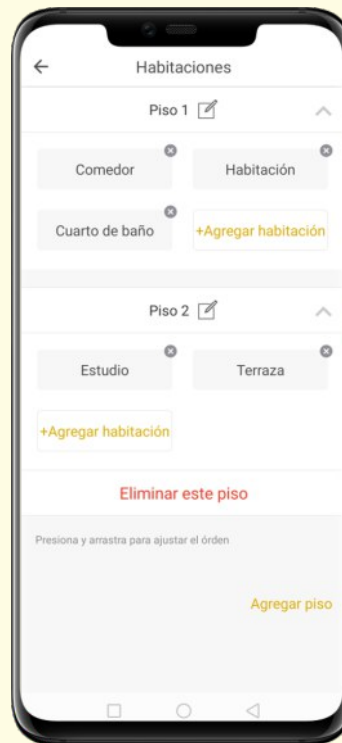 Habitaciones
Piso 1
Comedor
Habitación
Cuarto de baño
+Agregar habitación
Piso 2
Estudio
Terraza
+Agregar habitación
Eliminar este piso
Presiona y arrastra para ajustar el órden
Agregar piso